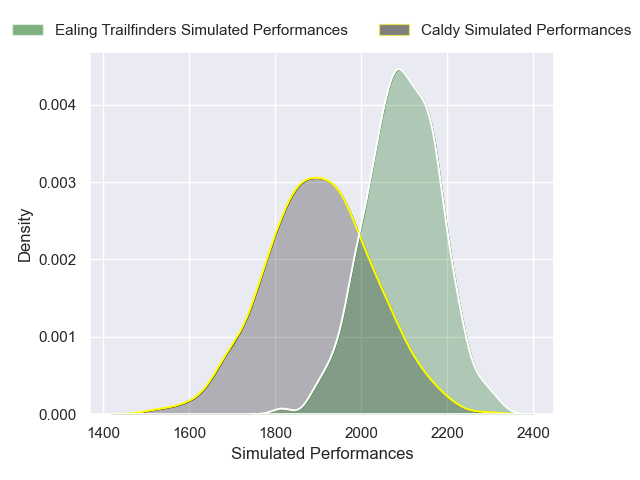 Ealing Trailfinders Simulated Performances Caldy Simulated Performances
0.004
0.003
0.002
0.001
0.000
Density
1400 1600 1800 2000 2200 2400
Simulated Performances